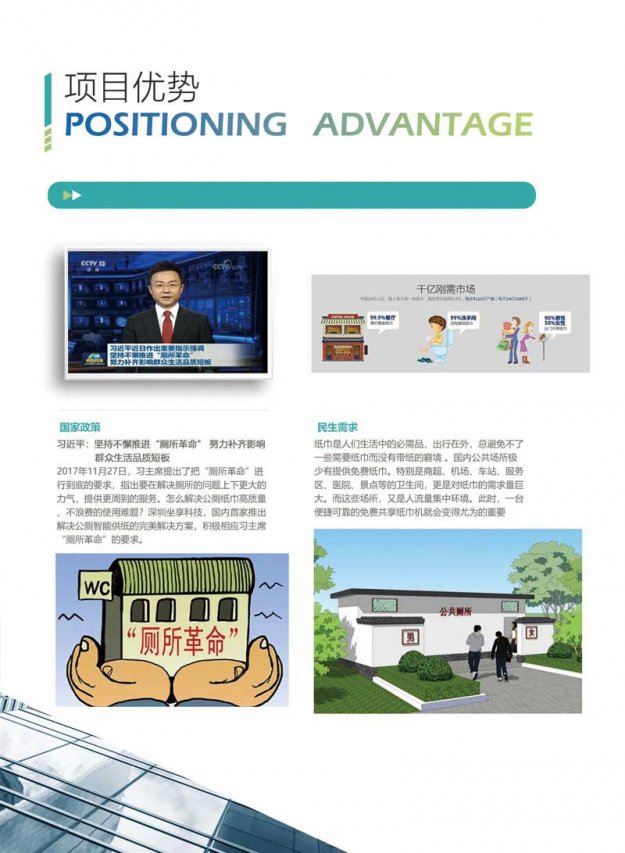 项目优势
POSITIONING ADVANTAGE
CCTV 13
新闻
CCTV.com
习近平近日作出重要指示强调
坚持不懈推进“厕所革命”
努力补齐影响群众生活品质短板
千亿刚需市场
COFFEE HOUSE
99.9%餐厅
99%洗手间
90%男性
50%女性
国家政策
习近平：坚持不懈推进“厕所革命” 努力补齐影响
群众生活品质短板
2017年11月27日，习主席提出了把“厕所革命”进
行到底的要求，指出要在解决厕所的问题上下更大的
力气，提供更周到的服务。怎么解决公厕纸巾高质量
、不浪费的使用难题？深圳坐享科技，国内首家推出
解决公厕智能供纸的完美解决方案，积极相应习主席
“厕所革命”的要求。
民生需求
纸巾是人们生活中的必需品，出行在外，总避免不了
一些需要纸巾而没有带纸的窘境 。国内公共场所极
少有提供免费纸巾。特别是商超、机场、车站、服务
区、医院、景点等的卫生间，更是对纸巾的需求量巨
大。而这些场所，又是人流量集中环境。此时，一台
便捷可靠的免费共享纸巾机就会变得尤为的重要
WC
“厕所革命”
公共厕所
男
女